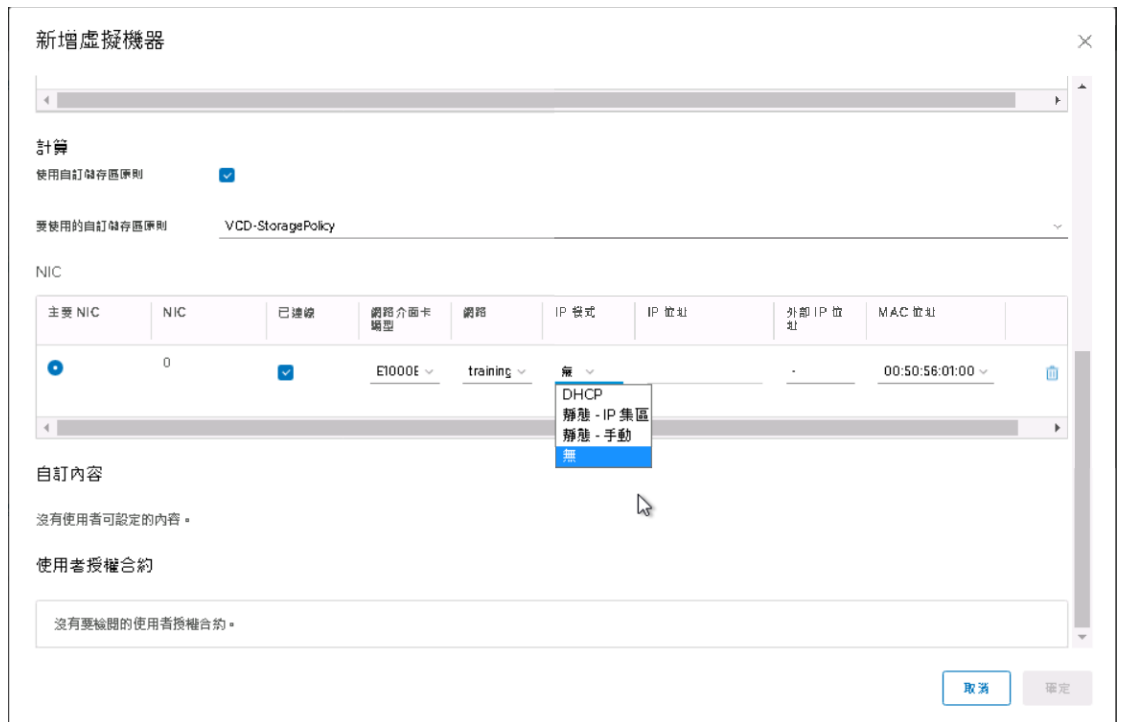 新增虛擬機器
計算
使用自訂儲存區原則
要使用的自訂儲存區原則 VCD-StoragePolicy
NIC
主要 NIC NIC 已連線 網路介面卡類型 網路 IP 模式 IP 位址 外部 IP 位址 MAC 位址
0 E1000E training 無 - 00:50:56:01:00
DHCP
靜態 - IP 集區
靜態 - 手動
無
自訂內容
沒有使用者可設定的內容。
使用者授權合約
沒有要檢閱的使用者授權合約。
取消 確定